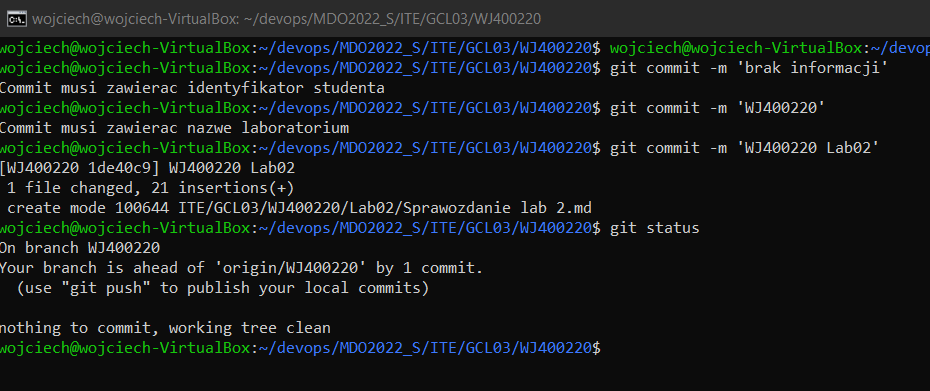 wojciech@wojciech-VirtualBox: ~/devops/MDO2022_S/ITE/GCL03/WJ400220
wojciech@wojciech-VirtualBox:~/devops/MDO2022_S/ITE/GCL03/WJ400220$ wojciech@wojciech-VirtualBox:~/devop
wojciech@wojciech-VirtualBox:~/devops/MDO2022_S/ITE/GCL03/WJ400220$ git commit -m 'brak informacji'
Commit musi zawierac identyfikator studenta
wojciech@wojciech-VirtualBox:~/devops/MDO2022_S/ITE/GCL03/WJ400220$ git commit -m 'WJ400220'
Commit musi zawierac nazwe laboratorium
wojciech@wojciech-VirtualBox:~/devops/MDO2022_S/ITE/GCL03/WJ400220$ git commit -m 'WJ400220 Lab02'
[WJ400220 1de40c9] WJ400220 Lab02
 1 file changed, 21 insertions(+)
 create mode 100644 ITE/GCL03/WJ400220/Lab02/Sprawozdanie lab 2.md
wojciech@wojciech-VirtualBox:~/devops/MDO2022_S/ITE/GCL03/WJ400220$ git status
On branch WJ400220
Your branch is ahead of 'origin/WJ400220' by 1 commit.
  (use "git push" to publish your local commits)
nothing to commit, working tree clean
wojciech@wojciech-VirtualBox:~/devops/MDO2022_S/ITE/GCL03/WJ400220$